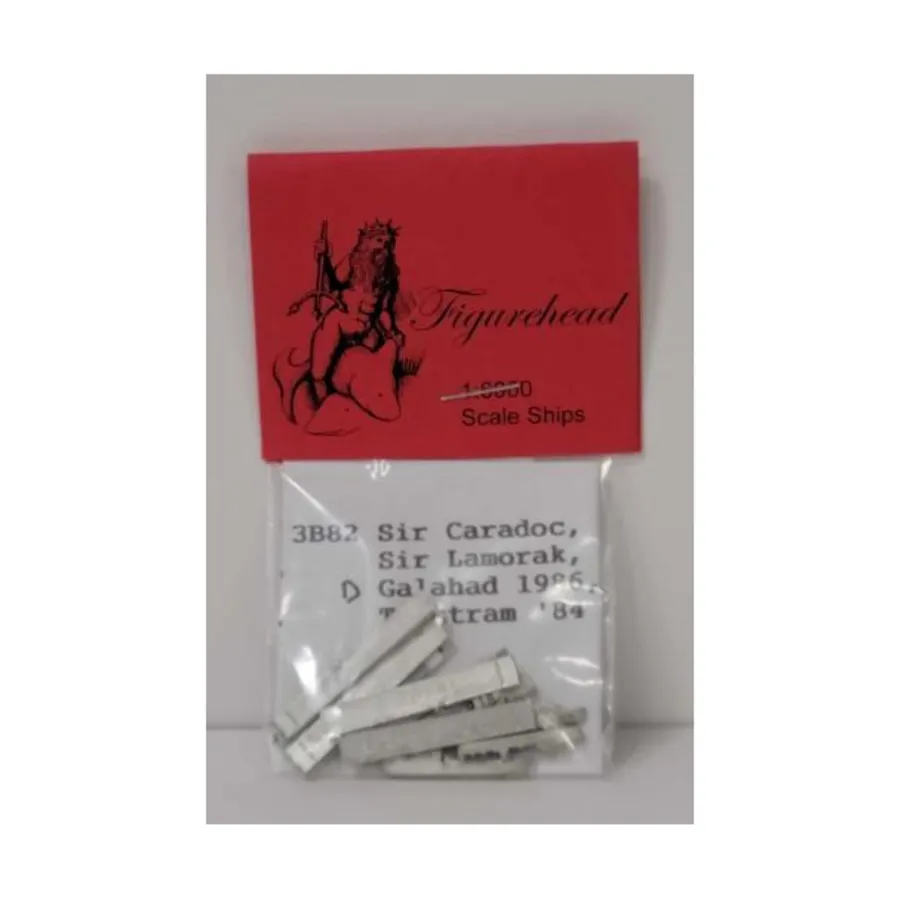 Figurehead
1:6000
Scale Ships
3B82 Sir Caradoc,
Sir Lamorak,
D Galahad 1986,
'84